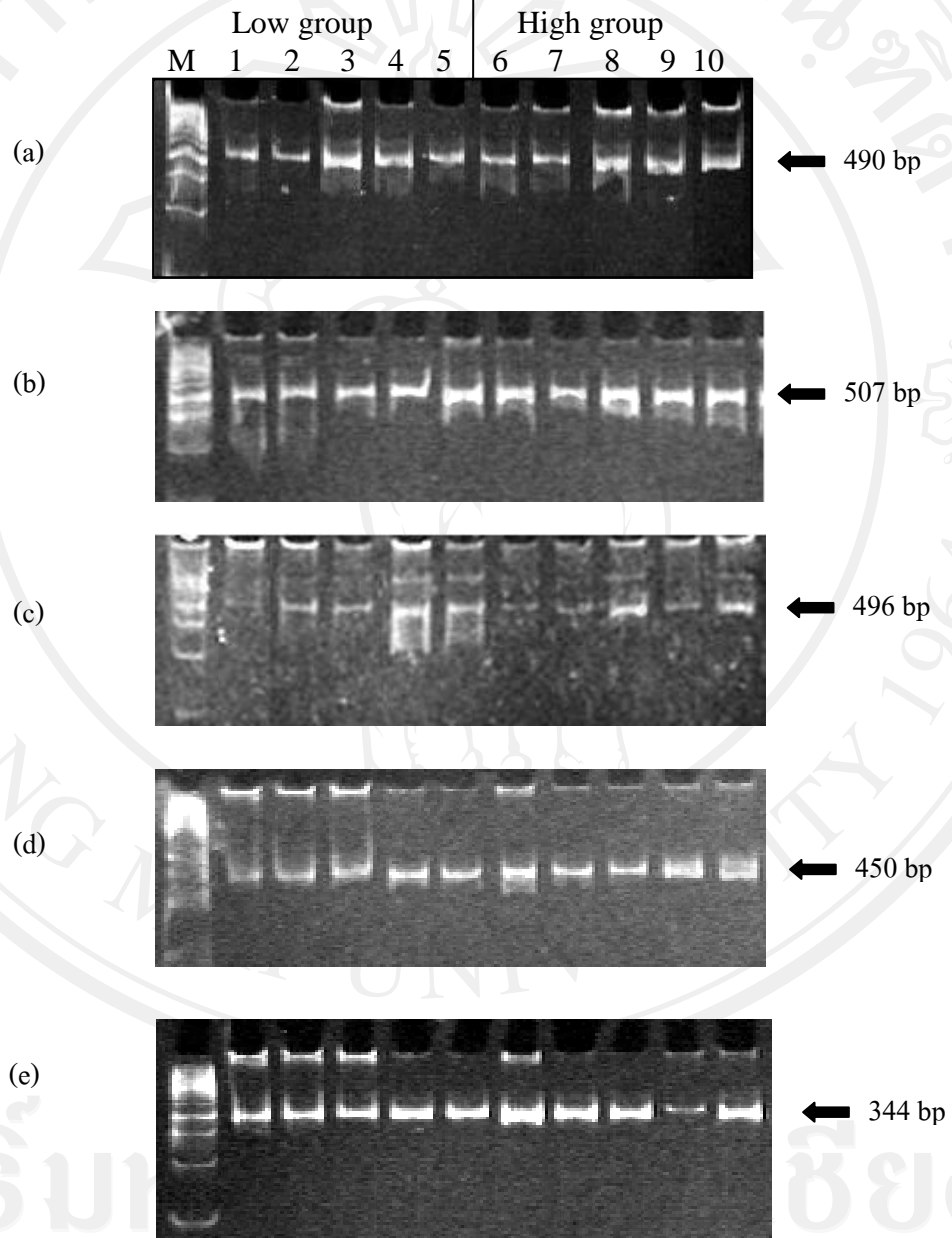 Low group High group
M 1 2 3 4 5 6 7 8 9 10
(a) 490 bp
(b) 507 bp
(c) 496 bp
(d) 450 bp
(e) 344 bp